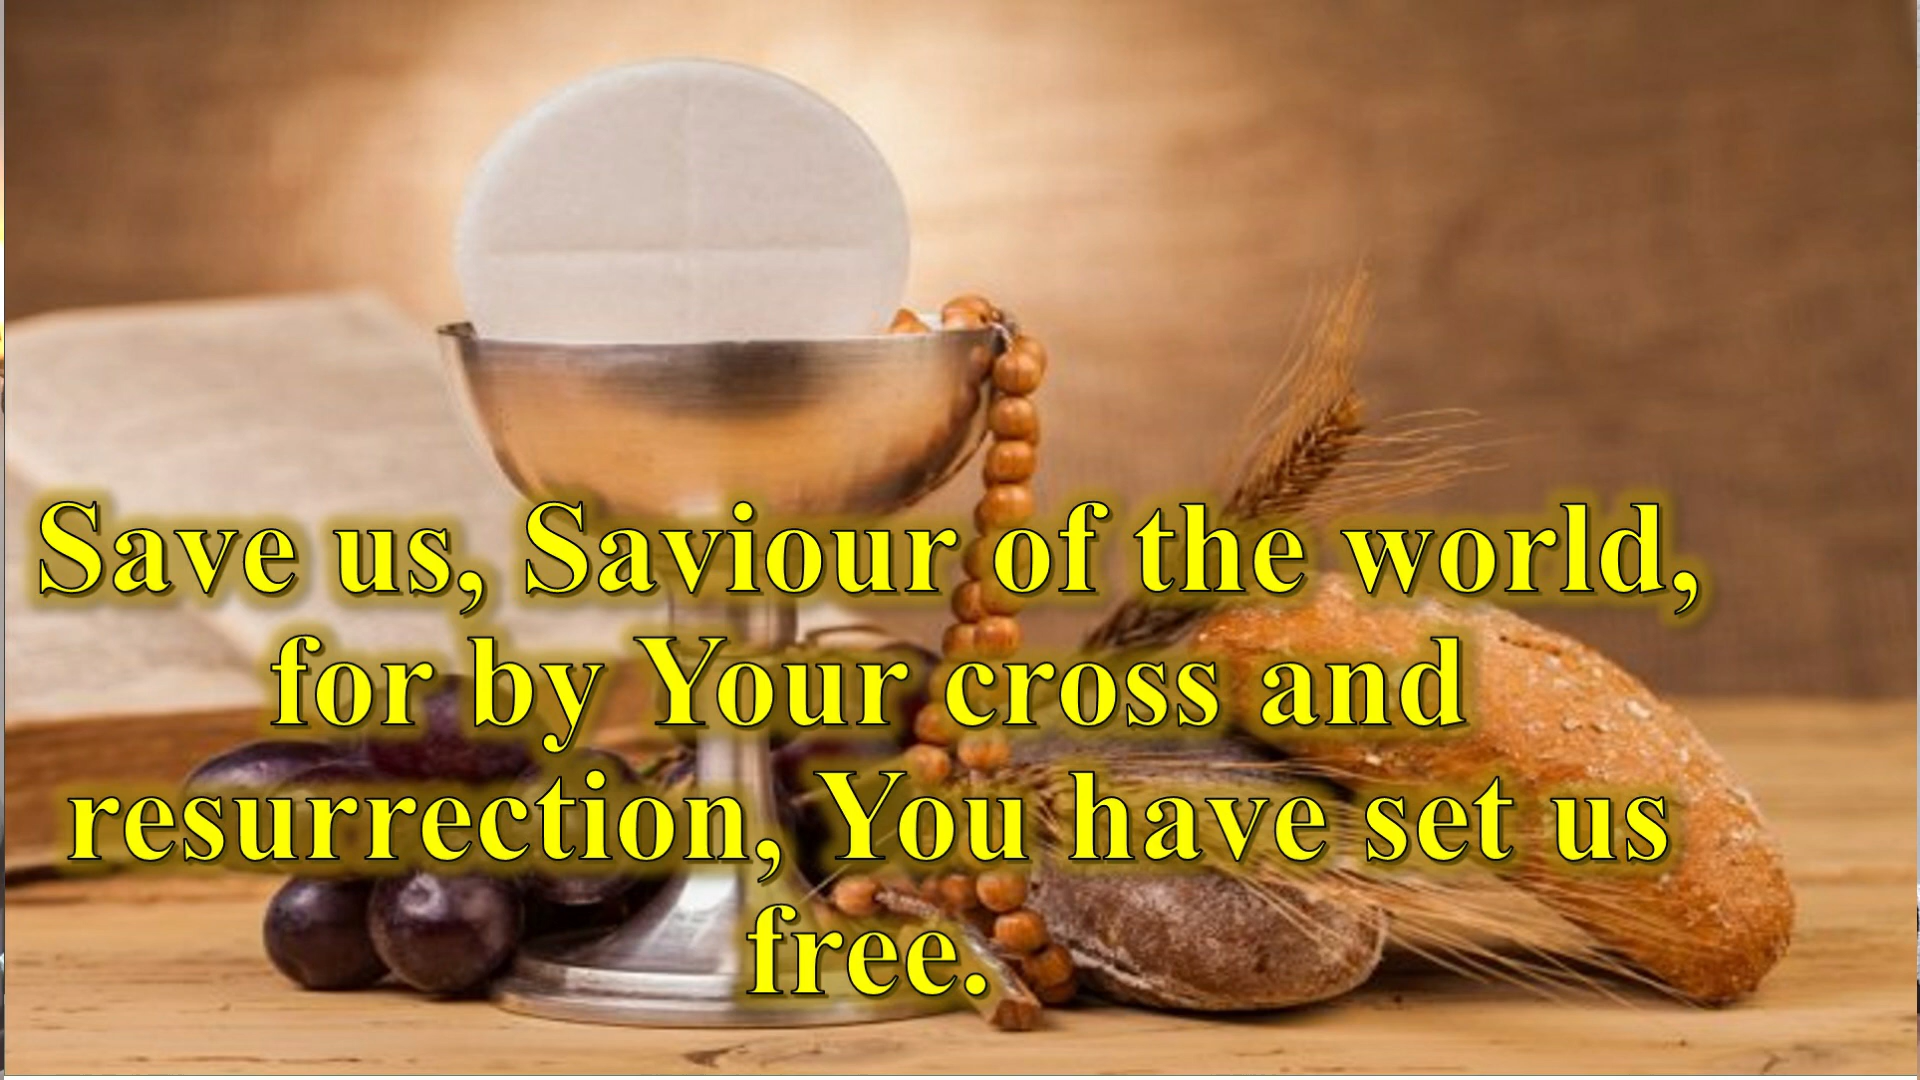 Save us, Saviour of the world,
for by Your cross and
resurrection, You have set us
free.